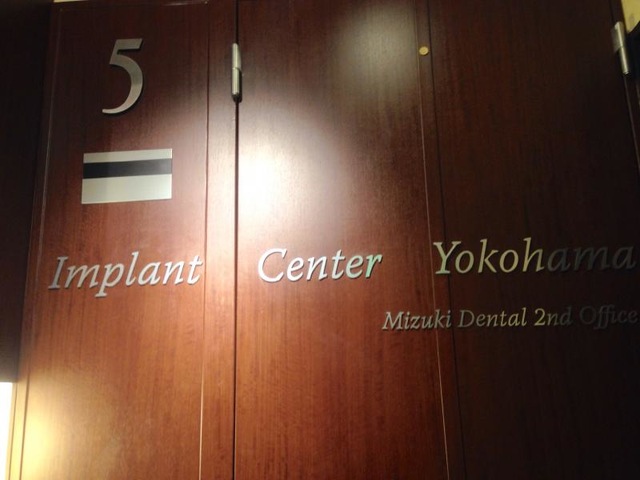 5
Implant Center Yokohama
Mizuki Dental 2nd Office